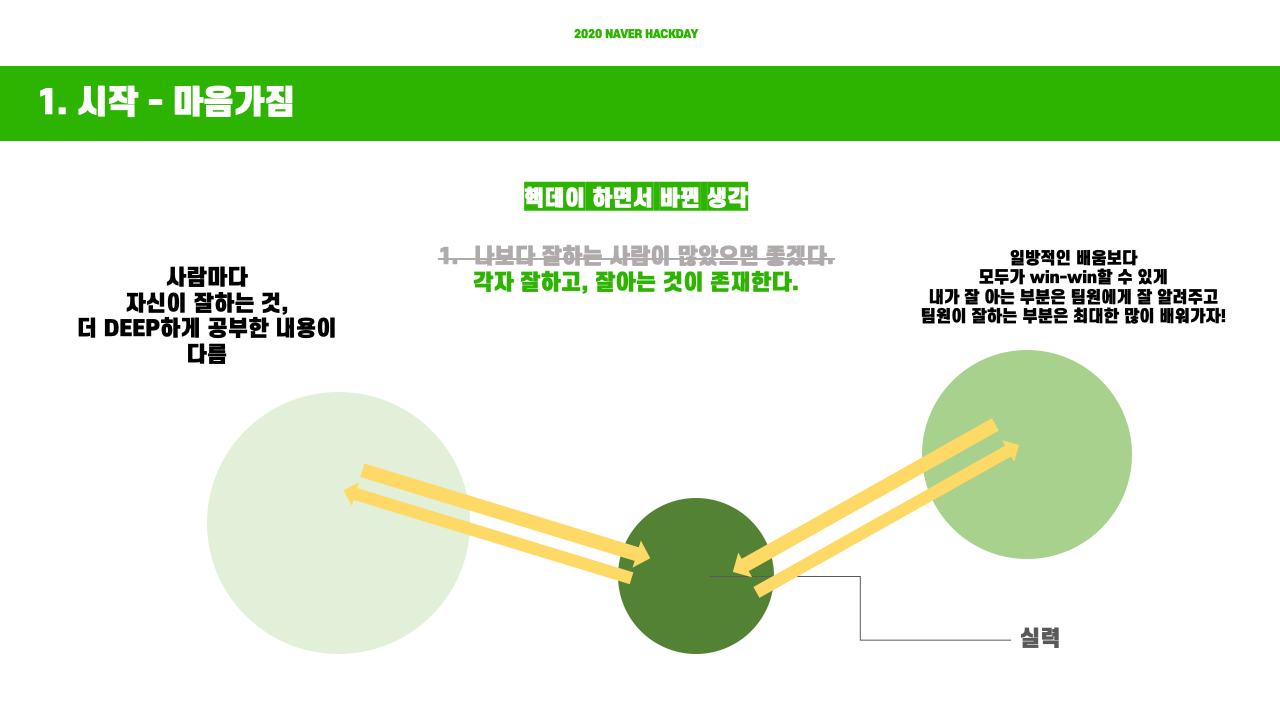 2020 NAVER HACKDAY
1. 시작 - 마음가짐
핵데이 하면서 바뀐 생각
1. 나보다 잘하는 사람이 많았으면 좋겠다.
각자 잘하고, 잘아는 것이 존재한다.
사람마다
자신이 잘하는 것,
더 DEEP하게 공부한 내용이
다름
일방적인 배움보다
모두가 win-win할 수 있게
내가 잘 아는 부분은 팀원에게 잘 알려주고
팀원이 잘하는 부분은 최대한 많이 배워가자!
실력